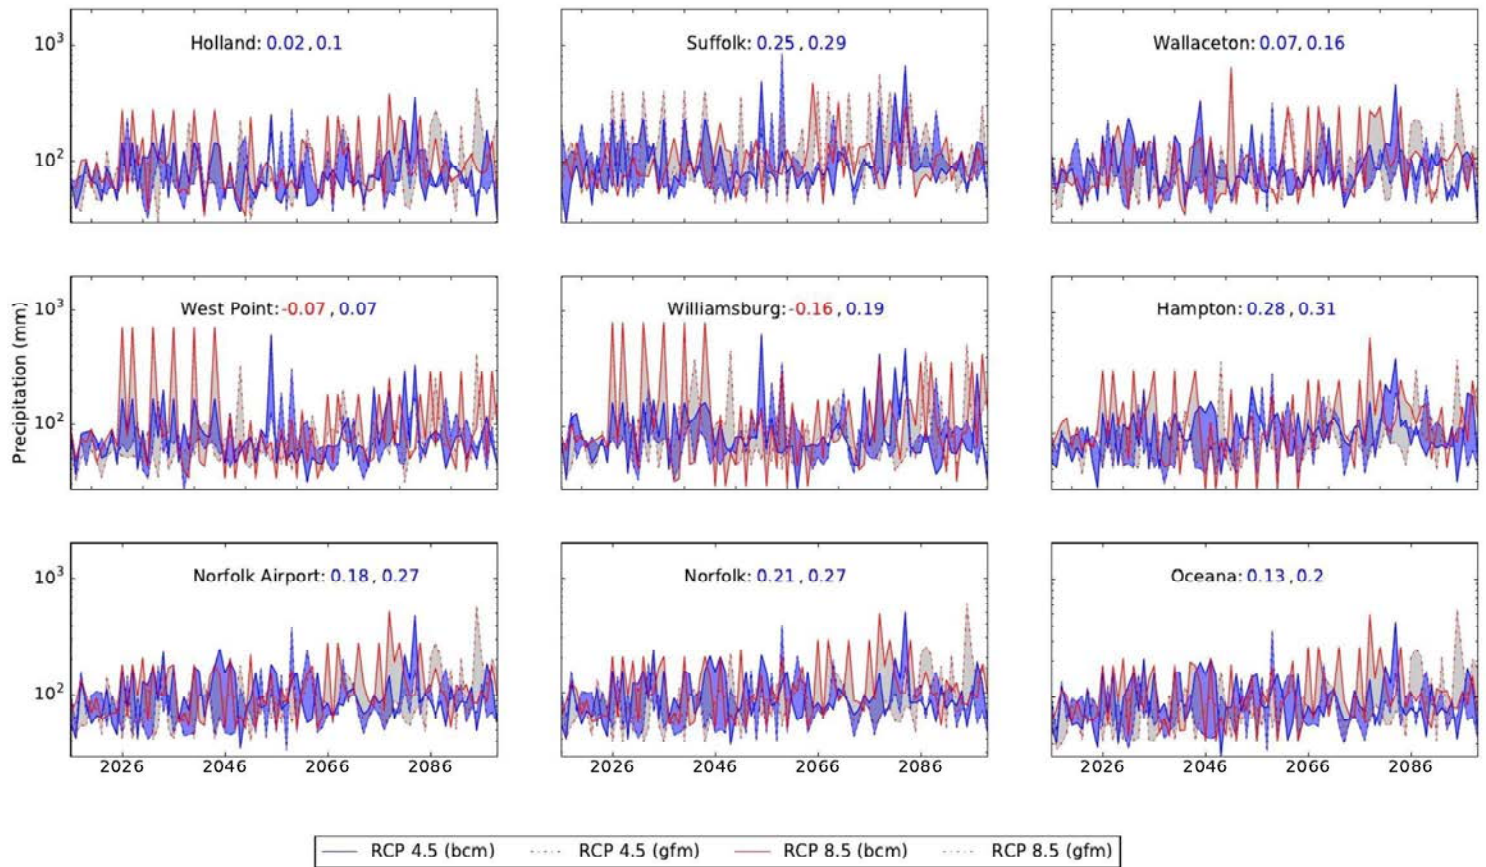 Holland: 0.02, 0.1
Suffolk: 0.25, 0.29
Wallaceton: 0.07, 0.16
10³
10²
West Point: -0.07, 0.07
Williamsburg: -0.16, 0.19
Hampton: 0.28, 0.31
10³
10²
Precipitation (mm)
Norfolk Airport: 0.18, 0.27
Norfolk: 0.21, 0.27
Oceana: 0.13, 0.2
10³
10²
2026 2046 2066 2086 2026 2046 2066 2086 2026 2046 2066 2086
RCP 4.5 (bcm) RCP 4.5 (gfm) RCP 8.5 (bcm) RCP 8.5 (gfm)